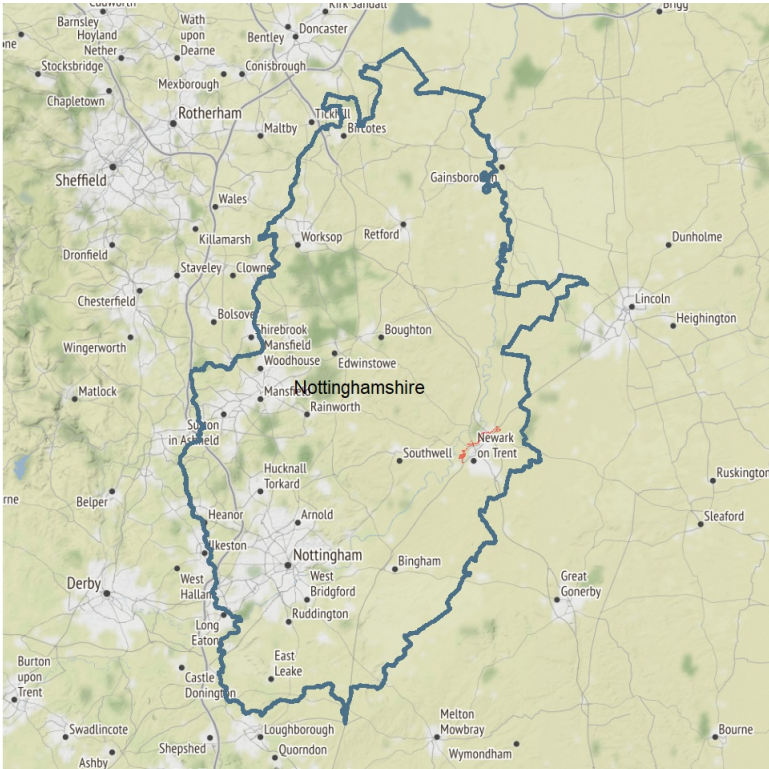 Barnsley
Wath
upon
Dearne
Kirk Sandall
Brigg
Hoyland
Nether
Bentley
Doncaster
Stocksbridge
Conisbrough
Mexborough
Chapletown
Rotherham
Tickhill
Maltby
Bircotes
Sheffield
Gainsborough
Wales
Killamarsh
Worksop
Retford
Dunholme
Dronfield
Staveley
Clowne
Chesterfield
Lincoln
Bolsover
Heighington
Shirebrook
Boughton
Wingerworth
Mansfield
Woodhouse
Edwinstowe
Matlock
Nottinghamshire
Mansfield
Rainworth
Sutton
in Ashfield
Newark
on Trent
Southwell
Hucknall
Torkard
Ruskington
Belper
Heanor
Arnold
Sleaford
Ilkeston
Nottingham
Bingham
West
Hallam
West
Bridgford
Derby
Great
Gonerby
Ruddington
Long
Eaton
East
Leake
Burton
upon
Trent
Castle
Donington
Melton
Mowbray
Swadlincote
Loughborough
Bourne
Shepshed
Quorndon
Wymondham
Ashby